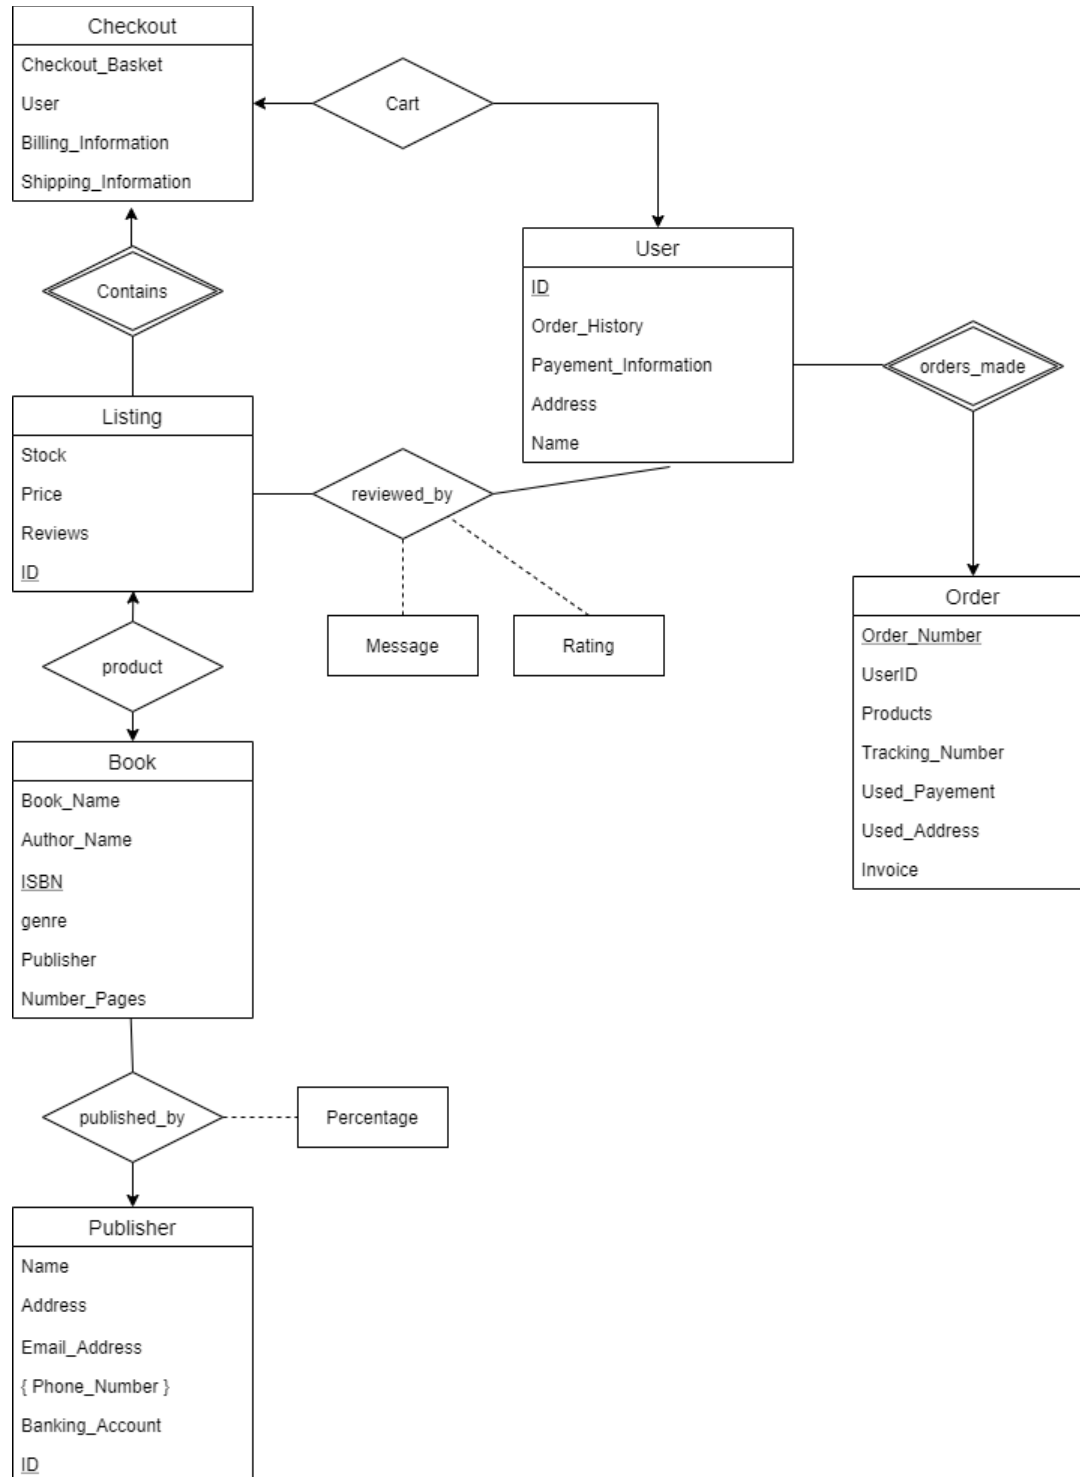 Checkout
Checkout_Basket
User
Billing_Information
Shipping_Information
Cart
Contains
User
ID
Order_History
Payement_Information
Address
Name
orders_made
Listing
Stock
Price
Reviews
ID
reviewed_by
Message
Rating
product
Order
Order_Number
UserID
Products
Tracking_Number
Used_Payement
Used_Address
Invoice
Book
Book_Name
Author_Name
ISBN
genre
Publisher
Number_Pages
published_by
Percentage
Publisher
Name
Address
Email_Address
{ Phone_Number }
Banking_Account
ID